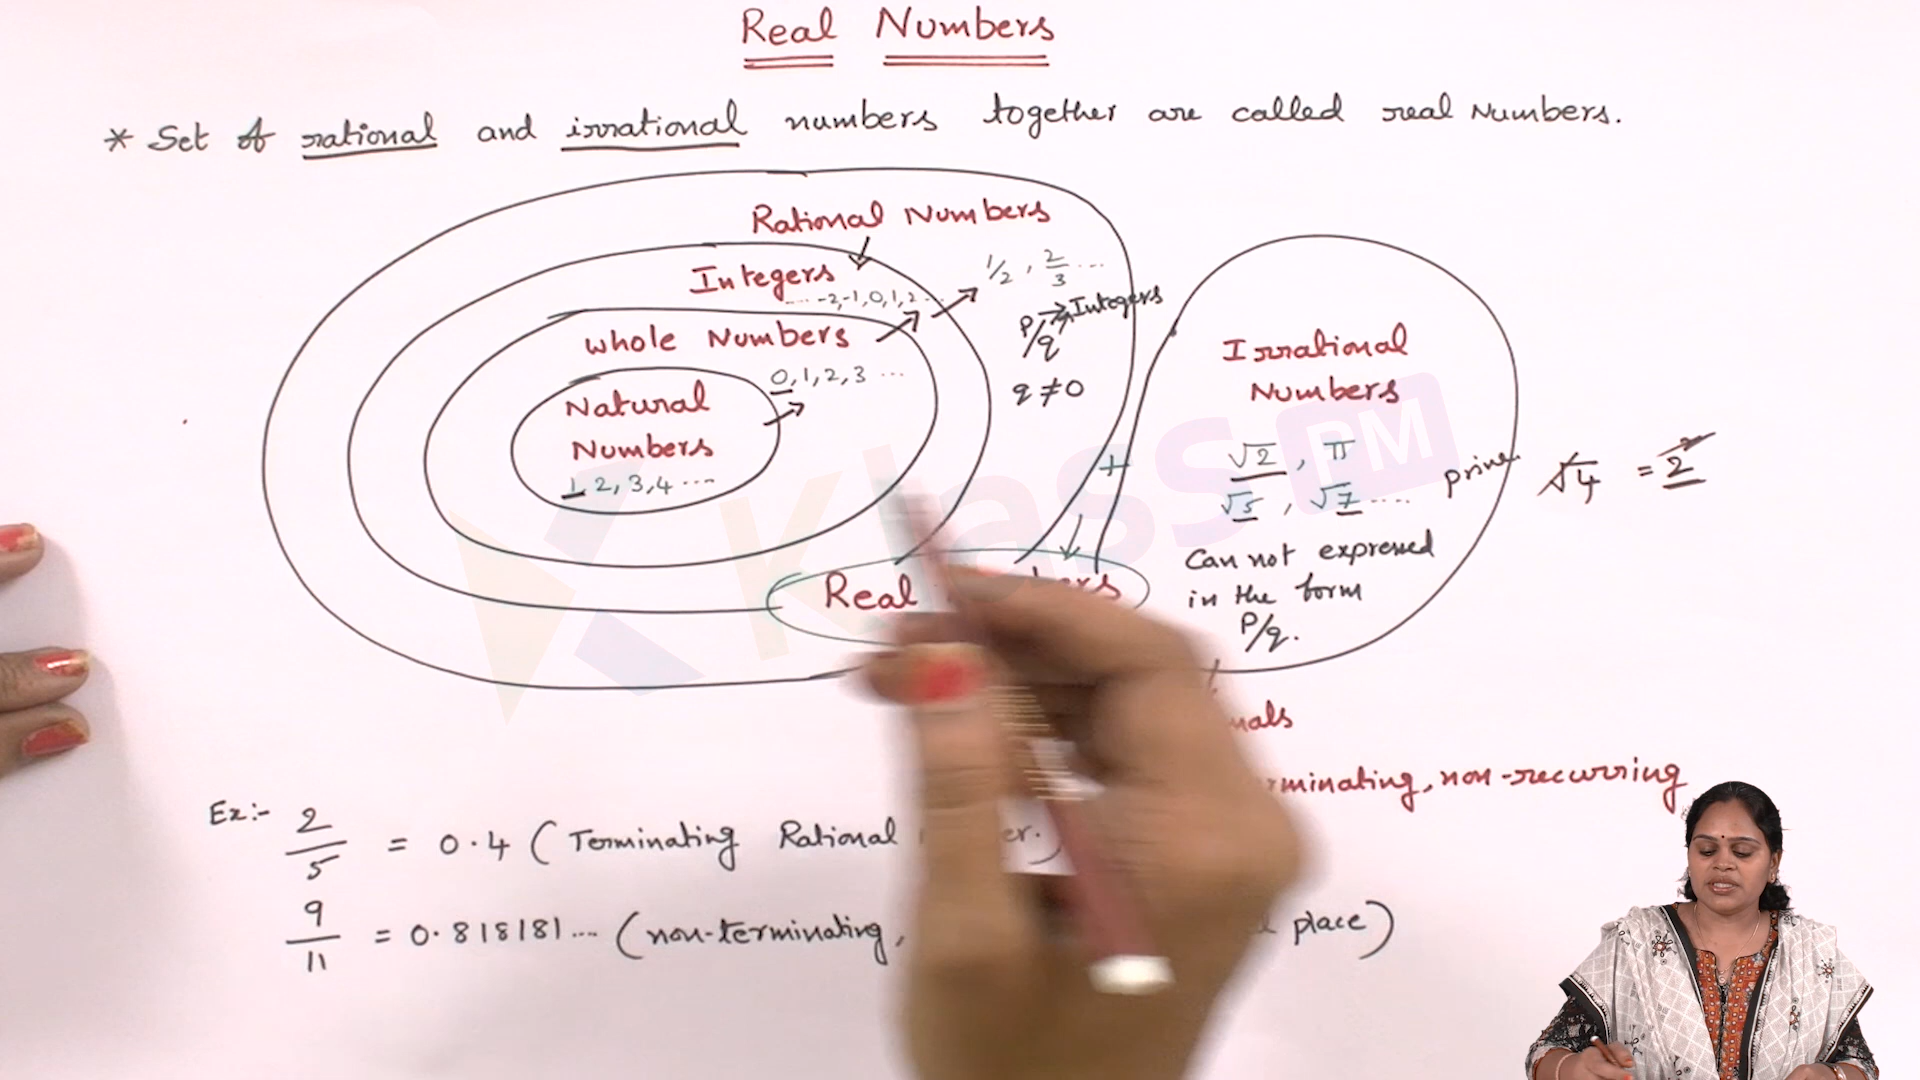 Real Numbers
* Set of rational and irrational numbers together are called real Numbers.
Rational Numbers
Integers
.... -2,-1,0,1,2 ...
1/2 , 2/3 ...
P/q → Integers
q ≠ 0
Whole Numbers
0,1,2,3 ...
Natural
Numbers
1,2,3,4 ....
Irrational
Numbers
√2 , π
√5 , √7 ....
prime
√4 = 2
Can not expressed
in the form
P/q.
+
Real
Klass PM
Ex:- 2/5 = 0.4 ( Terminating Rational
9/11 = 0.818181.... (non-terminating,
place)
non-recurring